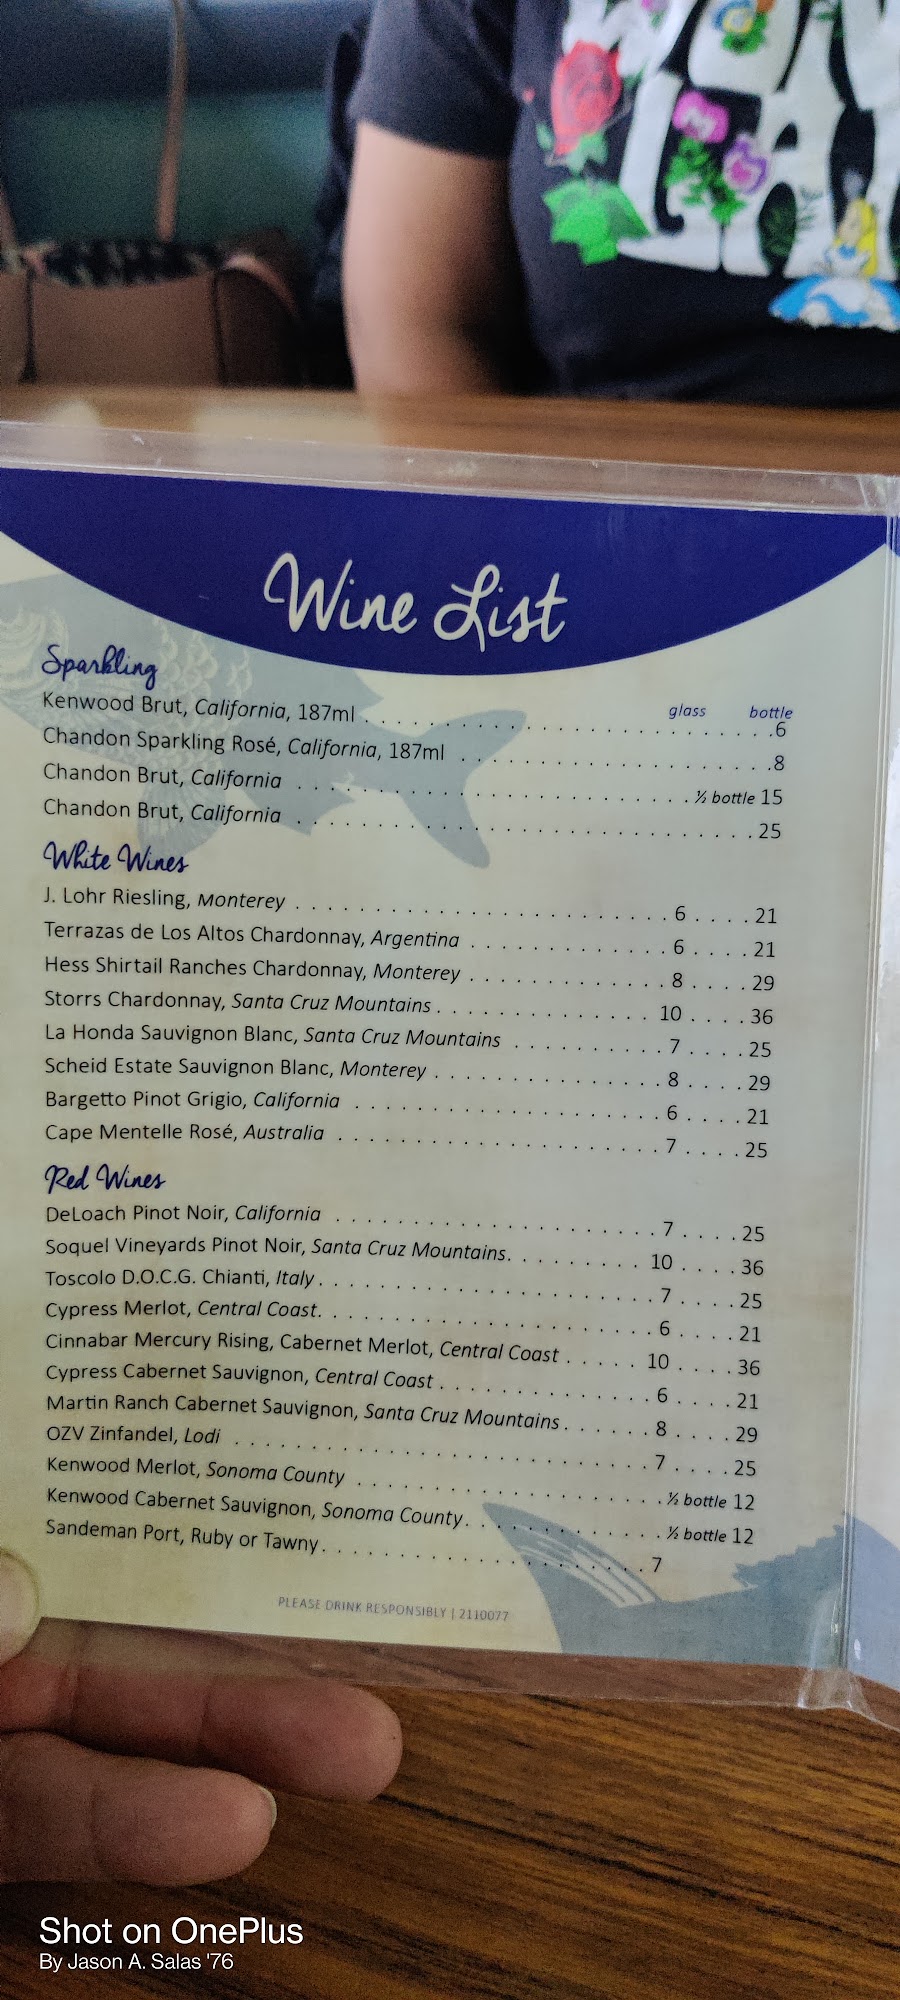 Wine List
Sparkling
glass bottle
Kenwood Brut, California, 187ml . . . . . . . . . . . . . . . . . . . . . . . . . . . . . . . . .6
Chandon Sparkling Rosé, California, 187ml . . . . . . . . . . . . . . . . . . . . . . . . .8
Chandon Brut, California . . . . . . . . . . . . . . . . . . . . . . . . . . . . . . . ½ bottle 15
Chandon Brut, California . . . . . . . . . . . . . . . . . . . . . . . . . . . . . . . . . . . . . 25
White Wines
J. Lohr Riesling, Monterey . . . . . . . . . . . . . . . . . . . . . . . . . . . . . . 6 . . . . 21
Terrazas de Los Altos Chardonnay, Argentina . . . . . . . . . . . . . . . . 6 . . . . 21
Hess Shirtail Ranches Chardonnay, Monterey . . . . . . . . . . . . . . . . 8 . . . . 29
Storrs Chardonnay, Santa Cruz Mountains . . . . . . . . . . . . . . . . . . 10 . . . . 36
La Honda Sauvignon Blanc, Santa Cruz Mountains . . . . . . . . . . . . 7 . . . . 25
Scheid Estate Sauvignon Blanc, Monterey . . . . . . . . . . . . . . . . . . . 8 . . . . 29
Bargetto Pinot Grigio, California . . . . . . . . . . . . . . . . . . . . . . . . . . 6 . . . . 21
Cape Mentelle Rosé, Australia . . . . . . . . . . . . . . . . . . . . . . . . . . . 7 . . . . 25
Red Wines
DeLoach Pinot Noir, California . . . . . . . . . . . . . . . . . . . . . . . . . . . 7 . . . . 25
Soquel Vineyards Pinot Noir, Santa Cruz Mountains. . . . . . . . . . . 10 . . . . 36
Toscolo D.O.C.G. Chianti, Italy . . . . . . . . . . . . . . . . . . . . . . . . . . . 7 . . . . 25
Cypress Merlot, Central Coast. . . . . . . . . . . . . . . . . . . . . . . . . . . . 6 . . . . 21
Cinnabar Mercury Rising, Cabernet Merlot, Central Coast . . . . . . 10 . . . . 36
Cypress Cabernet Sauvignon, Central Coast . . . . . . . . . . . . . . . . . 6 . . . . 21
Martin Ranch Cabernet Sauvignon, Santa Cruz Mountains . . . . . . . 8 . . . . 29
OZV Zinfandel, Lodi . . . . . . . . . . . . . . . . . . . . . . . . . . . . . . . . . . 7 . . . . 25
Kenwood Merlot, Sonoma County . . . . . . . . . . . . . . . . . . . . . . . . . ½ bottle 12
Kenwood Cabernet Sauvignon, Sonoma County. . . . . . . . . . . . . . . . ½ bottle 12
Sandeman Port, Ruby or Tawny. . . . . . . . . . . . . . . . . . . . . . . . . . 7
PLEASE DRINK RESPONSIBLY | 2110077
Shot on OnePlus
By Jason A. Salas '76